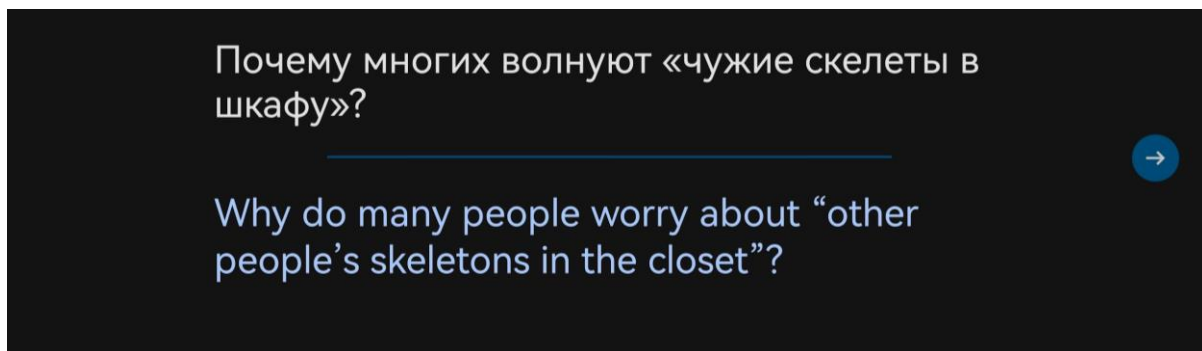 Почему многих волнуют «чужие скелеты в
шкафу»?
Why do many people worry about “other
people’s skeletons in the closet”?